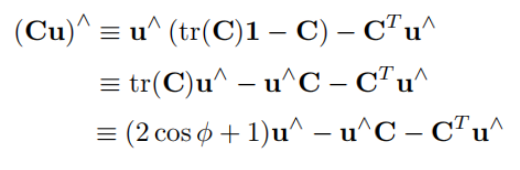 (Cu)^∧ ≡ u^∧ (tr(C)1 − C) − C^T u^∧
≡ tr(C)u^∧ − u^∧C − C^T u^∧
≡ (2 cos ϕ + 1)u^∧ − u^∧C − C^T u^∧